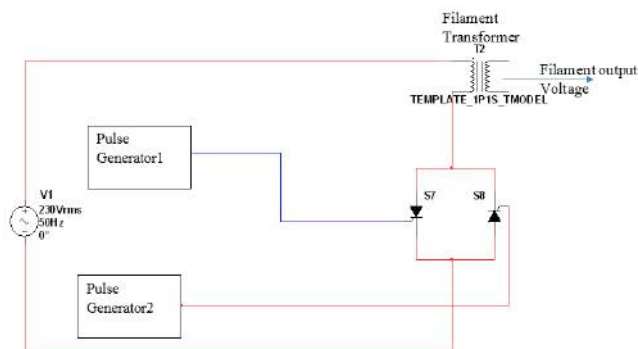 Filament
Transformer
T2
Filament output
Voltage
TEMPLATE_1P1S_TMODEL
Pulse
Generator1
S7
S8
V1
230Vrms
50Hz
0°
Pulse
Generator2